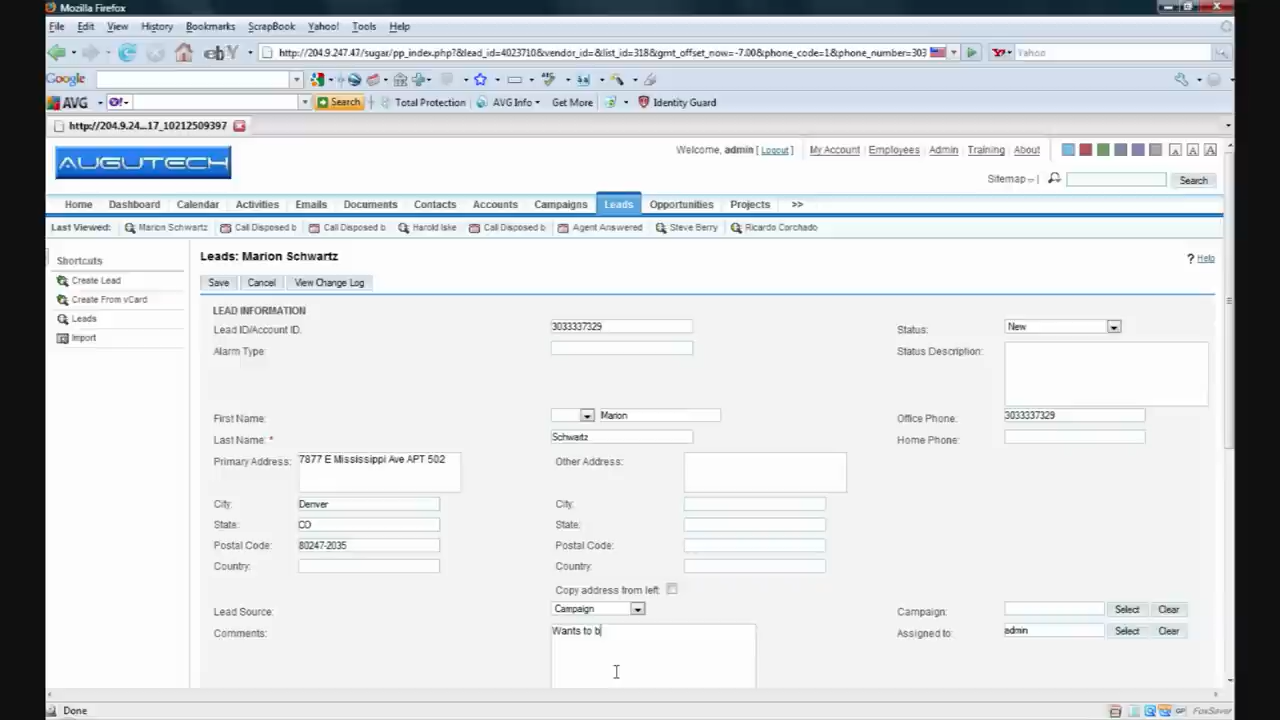 Mozilla Firefox
File Edit View History Bookmarks ScrapBook Yahoo! Tools Help
ebY http://204.9.247.47/sugar/pp_index.php?&lead_id=4023710&vendor_id=&list_id=318&gmt_offset_now=-7.00&phone_code=1&phone_number=303 Y! Yahoo
Google
AVG Y! Search Total Protection AVG Info Get More Identity Guard
http://204.9.24...17_10212509397
AUGUTECH
Welcome, admin [ Logout ] My Account Employees Admin Training About A A A
Sitemap Search
Home Dashboard Calendar Activities Emails Documents Contacts Accounts Campaigns Leads Opportunities Projects >>
Last Viewed: Marion Schwartz Call Disposed b Call Disposed b Harold Iske Call Disposed b Agent Answered Steve Berry Ricardo Corchado
Shortcuts
Create Lead
Create From vCard
Leads
Import
Leads: Marion Schwartz
? Help
Save Cancel View Change Log
LEAD INFORMATION
Lead ID/Account ID. 3033337329 Status: New
Alarm Type: Status Description:
First Name: Marion Office Phone: 3033337329
Last Name: * Schwartz Home Phone:
Primary Address: 7877 E Mississippi Ave APT 502 Other Address:
City: Denver City:
State: CO State:
Postal Code: 80247-2035 Postal Code:
Country: Country:
Copy address from left:
Lead Source: Campaign Campaign: Select Clear
Comments: Wants to b Assigned to: admin Select Clear
Done FoxSaver